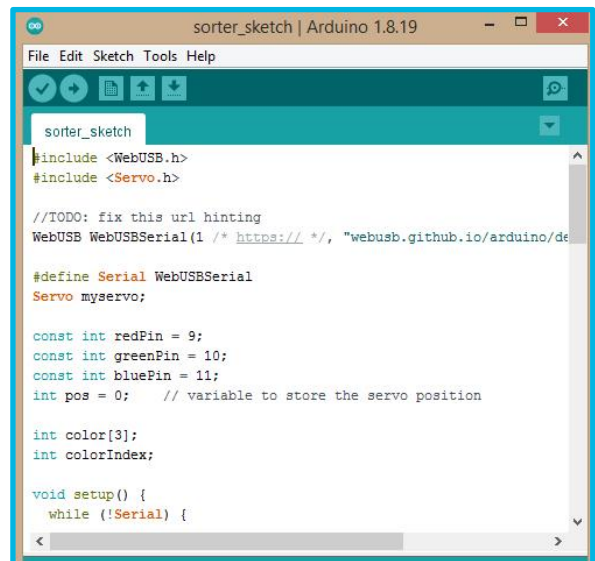 sorter_sketch | Arduino 1.8.19
File Edit Sketch Tools Help
sorter_sketch
#include <WebUSB.h>
#include <Servo.h>
//TODO: fix this url hinting
WebUSB WebUSBSerial(1 /* https:// */, "webusb.github.io/arduino/de
#define Serial WebUSBSerial
Servo myservo;
const int redPin = 9;
const int greenPin = 10;
const int bluePin = 11;
int pos = 0;    // variable to store the servo position
int color[3];
int colorIndex;
void setup() {
  while (!Serial) {